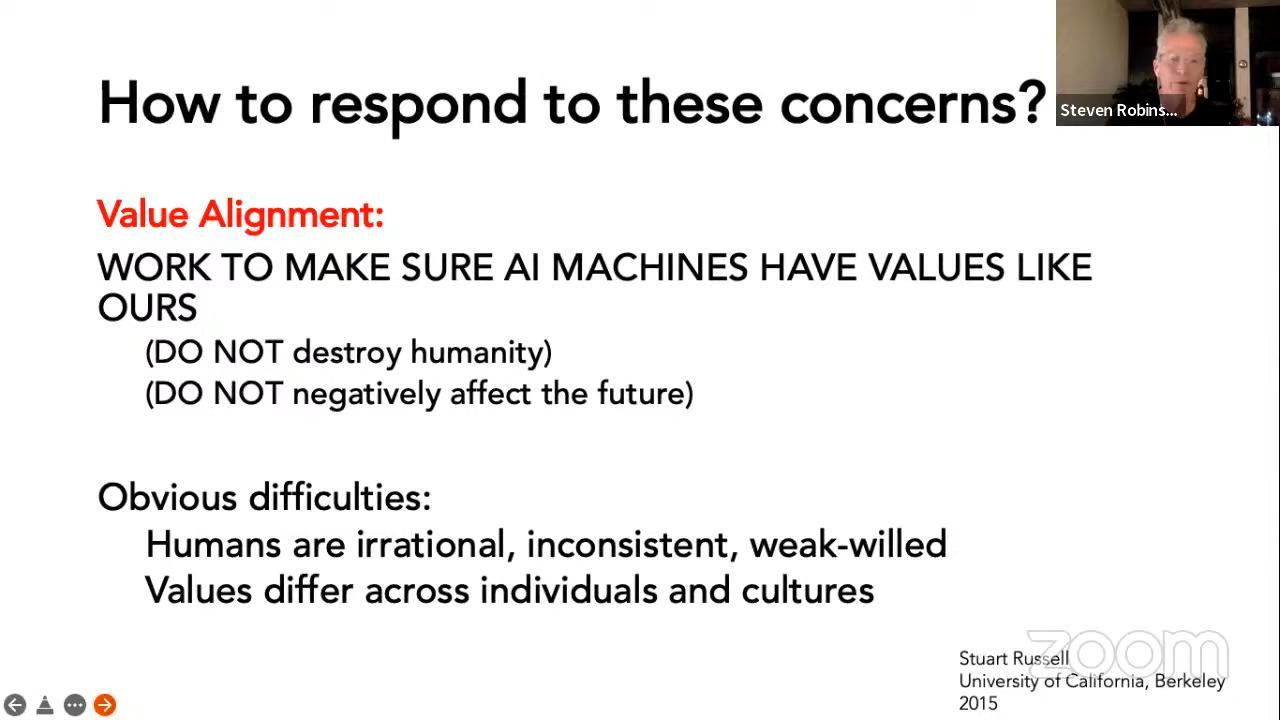 How to respond to these concerns?
Steven Robins...
Value Alignment:
WORK TO MAKE SURE AI MACHINES HAVE VALUES LIKE
OURS
(DO NOT destroy humanity)
(DO NOT negatively affect the future)
Obvious difficulties:
Humans are irrational, inconsistent, weak-willed
Values differ across individuals and cultures
zoom
Stuart Russell
University of California, Berkeley
2015